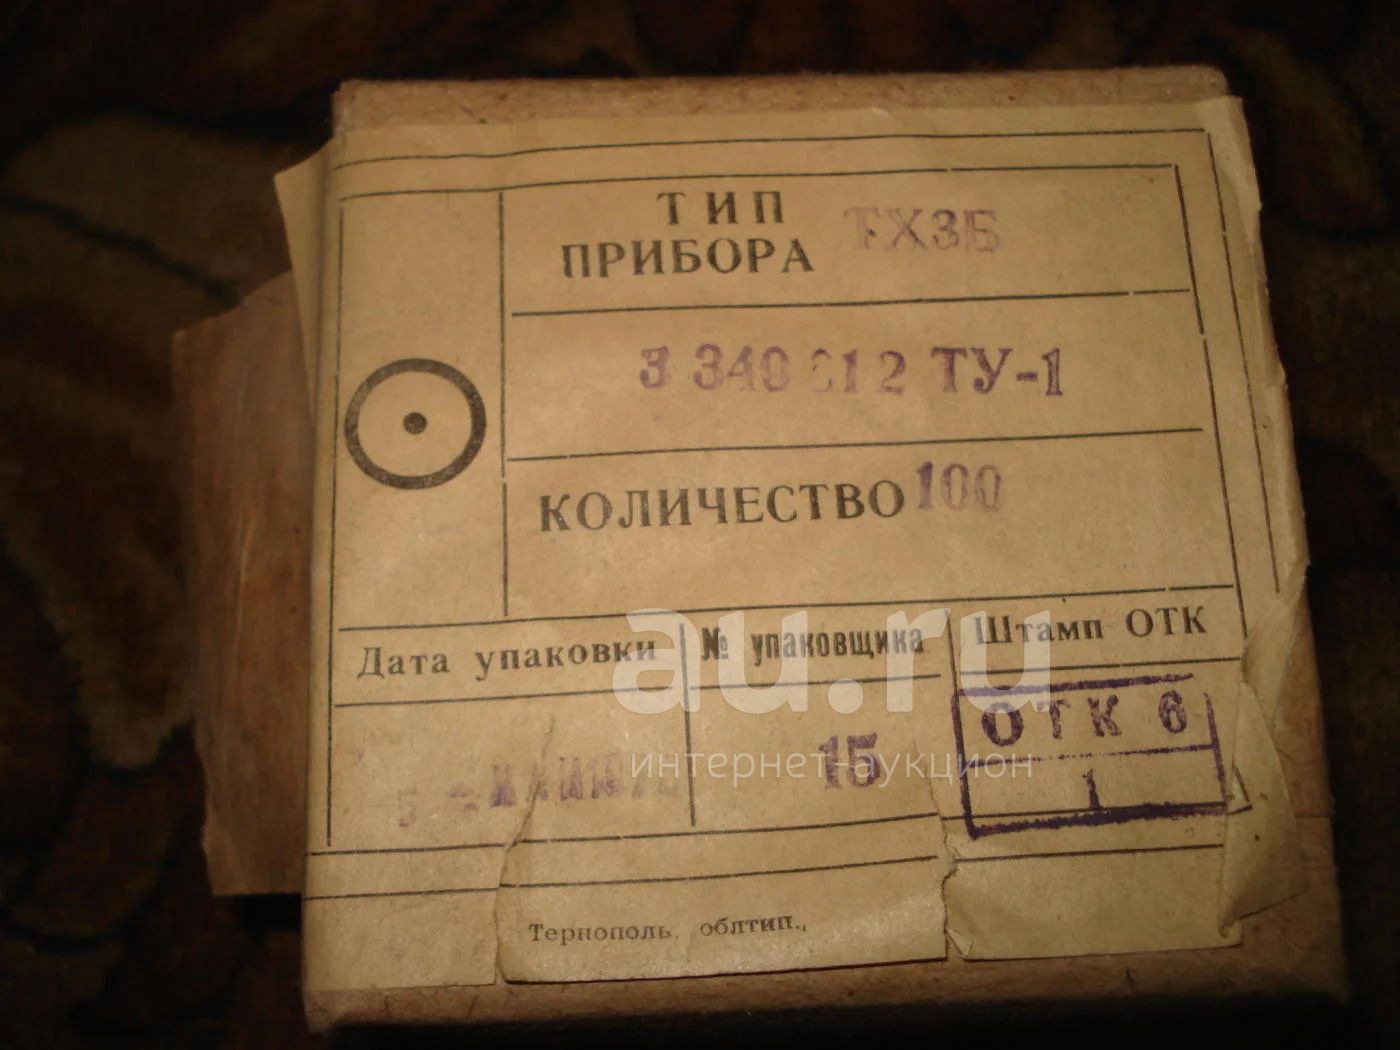 ТИП
ПРИБОРА ТХ3Б
3 340 612 ТУ-1
КОЛИЧЕСТВО 100
Дата упаковки № упаковщика Штамп ОТК
15
ОТК 6
1
au.ru
интернет-аукцион
Тернополь, облтип.,